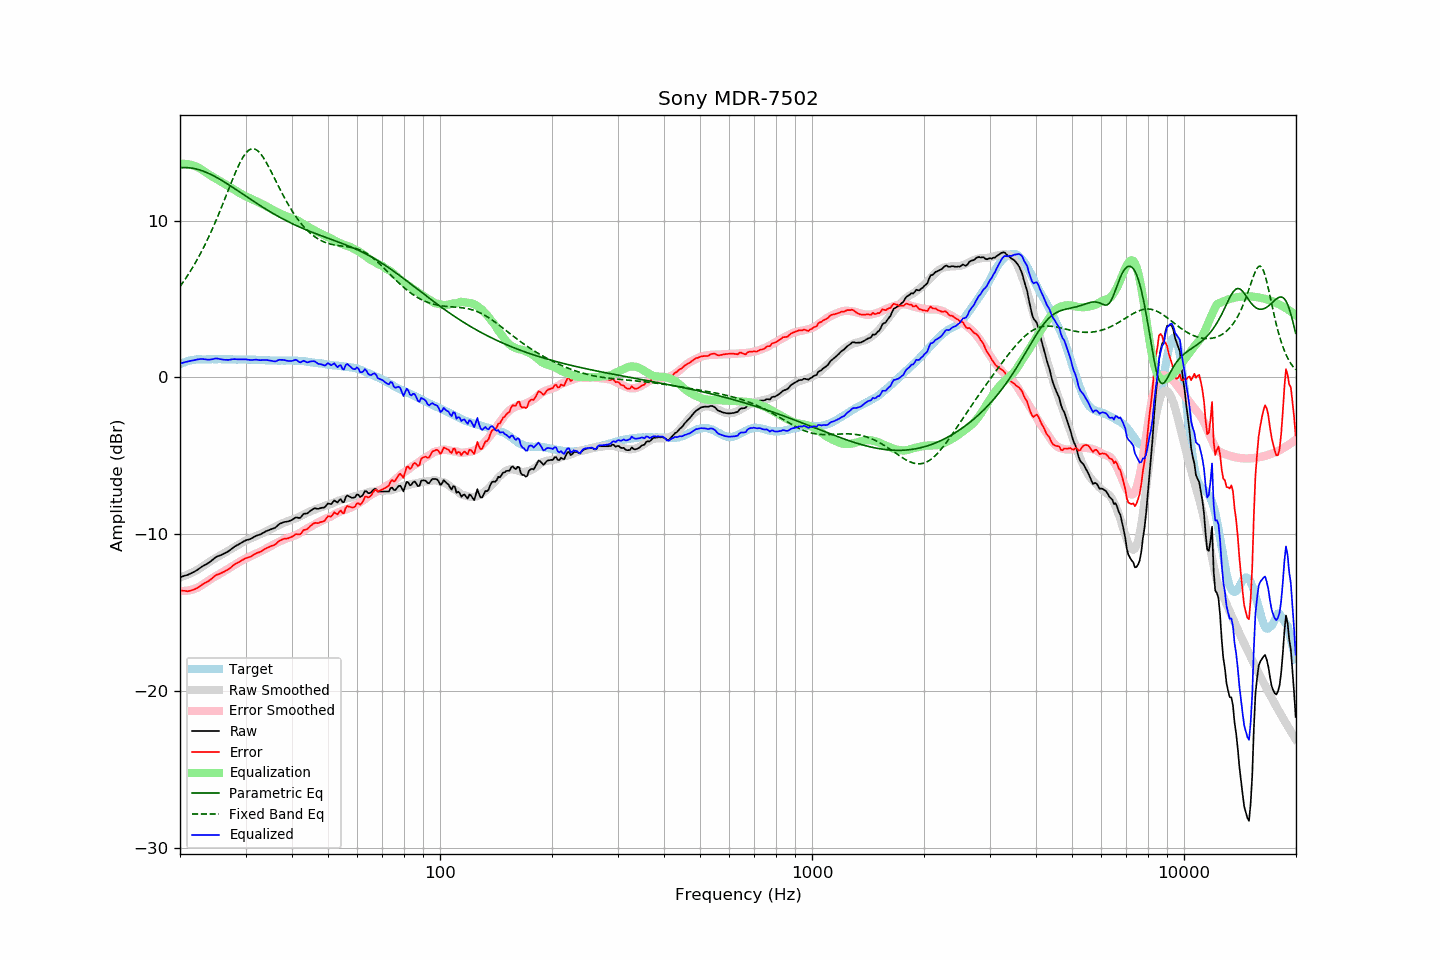 Sony MDR-7502
Amplitude (dBr)
10
0
−10
−20
−30
Target
Raw Smoothed
Error Smoothed
Raw
Error
Equalization
Parametric Eq
Fixed Band Eq
Equalized
100
1000
10000
Frequency (Hz)